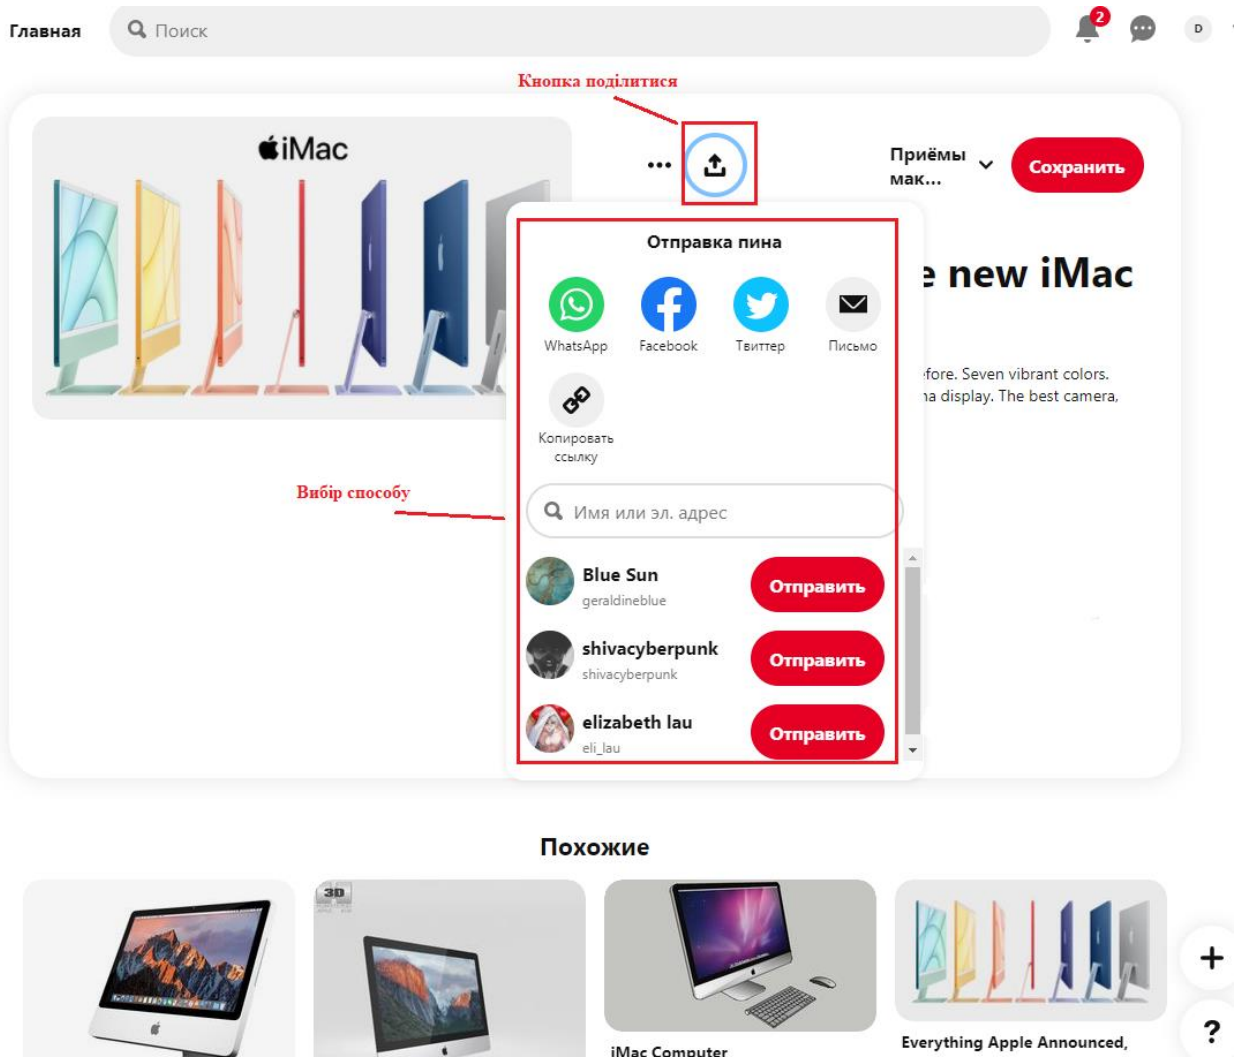 Главная
Поиск
2
D
Кнопка поділитися
iMac
Приёмы
мак...
Сохранить
Отправка пина
WhatsApp
Facebook
Твиттер
Письмо
Копировать
ссылку
e new iMac
efore. Seven vibrant colors.
na display. The best camera,
Вибір способу
Имя или эл. адрес
Blue Sun
geraldineblue
Отправить
shivacyberpunk
shivacyberpunk
Отправить
elizabeth lau
eli_lau
Отправить
Похожие
3D
iMac Computer
Everything Apple Announced,
?